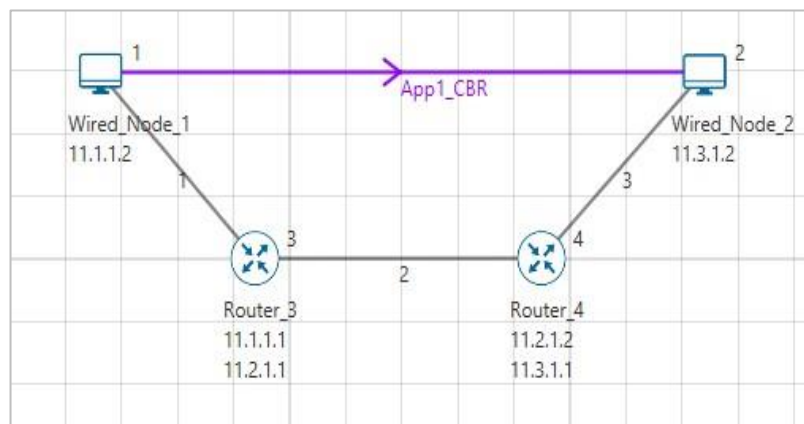 1
2
App1_CBR
Wired_Node_1
11.1.1.2
Wired_Node_2
11.3.1.2
1
3
3
4
2
Router_3
11.1.1.1
11.2.1.1
Router_4
11.2.1.2
11.3.1.1